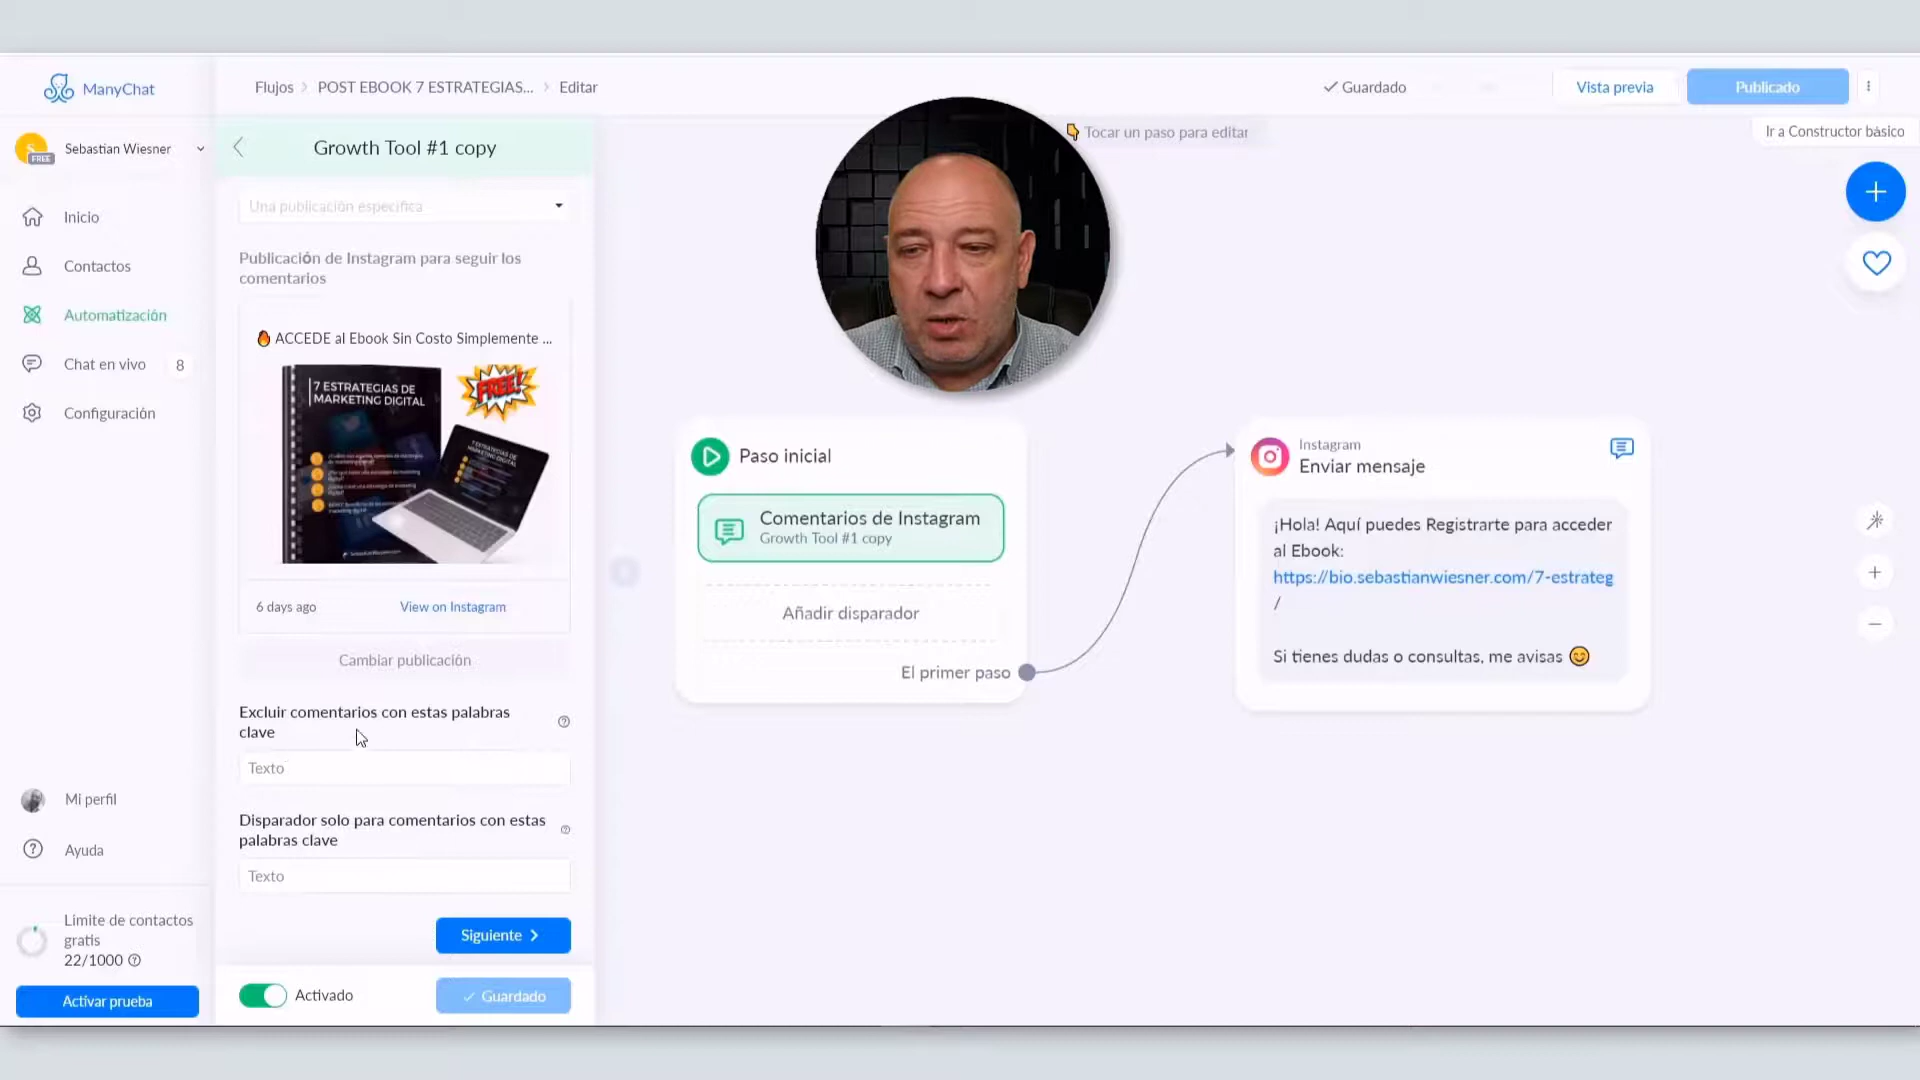 ManyChat
Flujos
POST EBOOK 7 ESTRATEGIAS...
Editar
Guardado
Vista previa
Publicado
Sebastian Wiesner
FREE
Growth Tool #1 copy
Tocar un paso para editar
Ir a Constructor básico
Inicio
Contactos
Automatización
Chat en vivo
8
Configuración
Mi perfil
Ayuda
Limite de contactos
gratis
22/1000
Activar prueba
Una publicación especifica
Publicación de Instagram para seguir los
comentarios
ACCEDE al Ebook Sin Costo Simplemente ...
7 ESTRATEGIAS DE
MARKETING DIGITAL
FREE!
6 days ago
View on Instagram
Cambiar publicación
Excluir comentarios con estas palabras
clave
Texto
Disparador solo para comentarios con estas
palabras clave
Texto
Siguiente
Activado
Guardado
Paso inicial
Comentarios de Instagram
Growth Tool #1 copy
Añadir disparador
El primer paso
Instagram
Enviar mensaje
¡Hola! Aquí puedes Registrarte para acceder
al Ebook:
https://bio.sebastianwiesner.com/7-estrateg
/
Si tienes dudas o consultas, me avisas